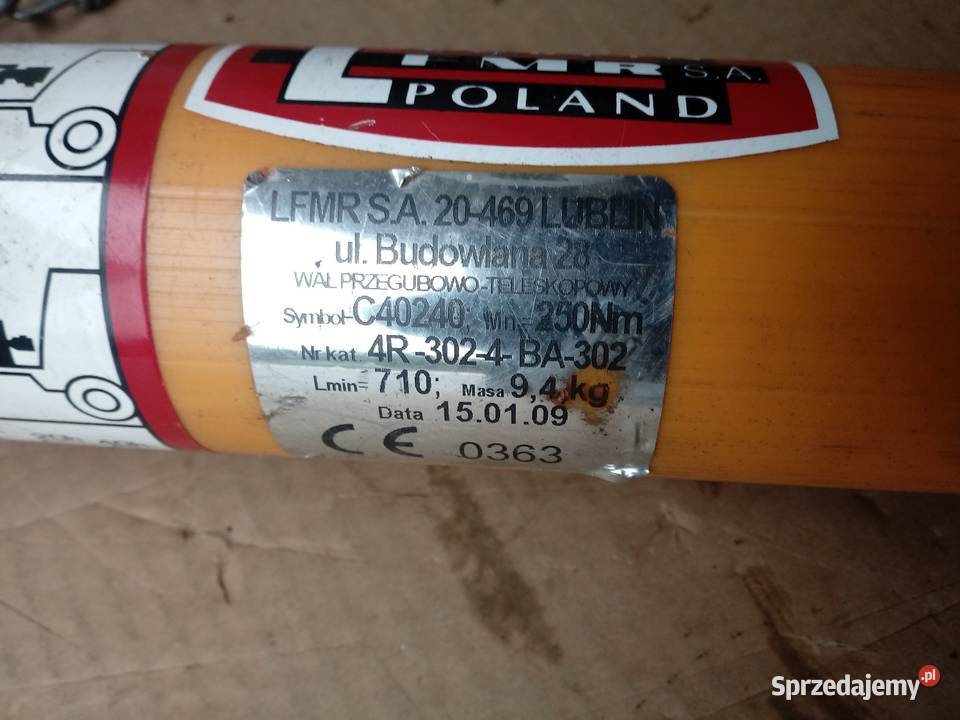 FMR S.A.
POLAND
LFMR S.A. 20-469 LUBLIN
ul. Budowlana 28
WAŁ PRZEGUBOWO-TELESKOPOWY
Symbol=C40240; Mn=250Nm
Nr kat. 4R-302-4-BA-302
Lmin= 710; Masa 9,4 kg
Data 15.01.09
CE 0363
Sprzedajemy.pl